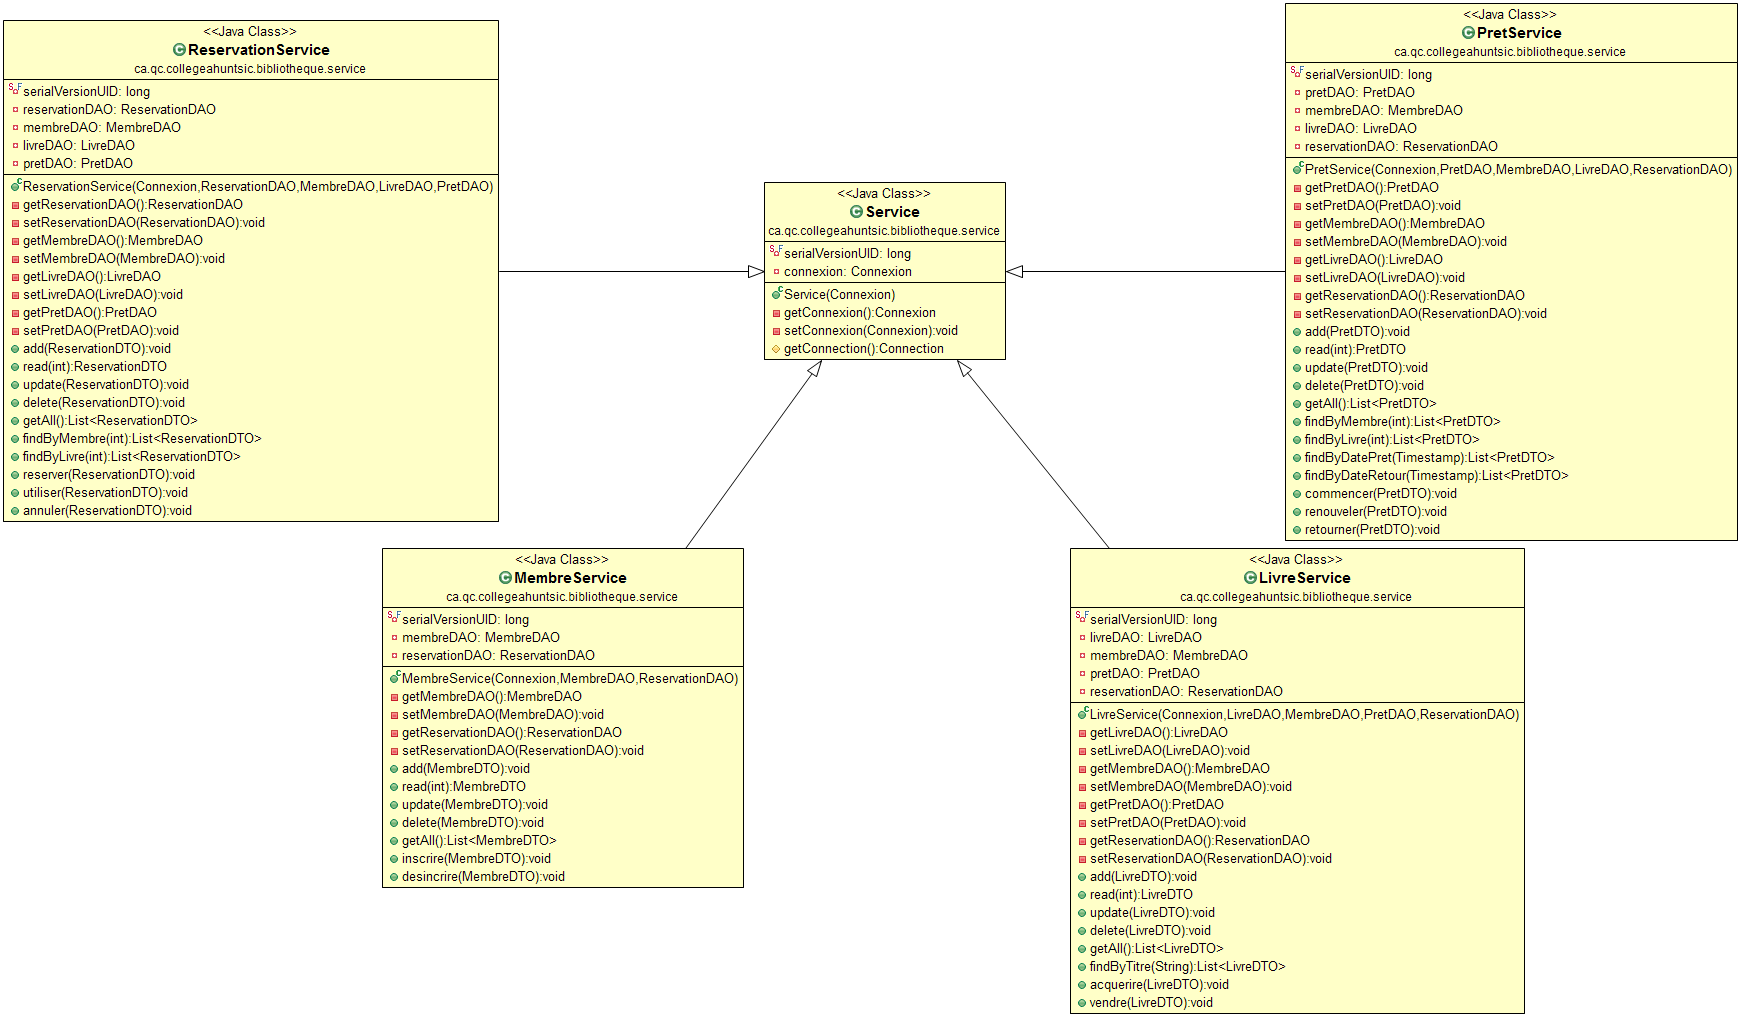 <<Java Class>>
ReservationService
ca.qc.collegeahuntsic.bibliotheque.service
serialVersionUID: long
reservationDAO: ReservationDAO
membreDAO: MembreDAO
livreDAO: LivreDAO
pretDAO: PretDAO
ReservationService(Connexion,ReservationDAO,MembreDAO,LivreDAO,PretDAO)
getReservationDAO():ReservationDAO
setReservationDAO(ReservationDAO):void
getMembreDAO():MembreDAO
setMembreDAO(MembreDAO):void
getLivreDAO():LivreDAO
setLivreDAO(LivreDAO):void
getPretDAO():PretDAO
setPretDAO(PretDAO):void
add(ReservationDTO):void
read(int):ReservationDTO
update(ReservationDTO):void
delete(ReservationDTO):void
getAll():List<ReservationDTO>
findByMembre(int):List<ReservationDTO>
findByLivre(int):List<ReservationDTO>
reserver(ReservationDTO):void
utiliser(ReservationDTO):void
annuler(ReservationDTO):void
<<Java Class>>
Service
ca.qc.collegeahuntsic.bibliotheque.service
serialVersionUID: long
connexion: Connexion
Service(Connexion)
getConnexion():Connexion
setConnexion(Connexion):void
getConnection():Connection
<<Java Class>>
PretService
ca.qc.collegeahuntsic.bibliotheque.service
serialVersionUID: long
pretDAO: PretDAO
membreDAO: MembreDAO
livreDAO: LivreDAO
reservationDAO: ReservationDAO
PretService(Connexion,PretDAO,MembreDAO,LivreDAO,ReservationDAO)
getPretDAO():PretDAO
setPretDAO(PretDAO):void
getMembreDAO():MembreDAO
setMembreDAO(MembreDAO):void
getLivreDAO():LivreDAO
setLivreDAO(LivreDAO):void
getReservationDAO():ReservationDAO
setReservationDAO(ReservationDAO):void
add(PretDTO):void
read(int):PretDTO
update(PretDTO):void
delete(PretDTO):void
getAll():List<PretDTO>
findByMembre(int):List<PretDTO>
findByLivre(int):List<PretDTO>
findByDatePret(Timestamp):List<PretDTO>
findByDateRetour(Timestamp):List<PretDTO>
commencer(PretDTO):void
renouveler(PretDTO):void
retourner(PretDTO):void
<<Java Class>>
MembreService
ca.qc.collegeahuntsic.bibliotheque.service
serialVersionUID: long
membreDAO: MembreDAO
reservationDAO: ReservationDAO
MembreService(Connexion,MembreDAO,ReservationDAO)
getMembreDAO():MembreDAO
setMembreDAO(MembreDAO):void
getReservationDAO():ReservationDAO
setReservationDAO(ReservationDAO):void
add(MembreDTO):void
read(int):MembreDTO
update(MembreDTO):void
delete(MembreDTO):void
getAll():List<MembreDTO>
inscrire(MembreDTO):void
desincrire(MembreDTO):void
<<Java Class>>
LivreService
ca.qc.collegeahuntsic.bibliotheque.service
serialVersionUID: long
livreDAO: LivreDAO
membreDAO: MembreDAO
pretDAO: PretDAO
reservationDAO: ReservationDAO
LivreService(Connexion,LivreDAO,MembreDAO,PretDAO,ReservationDAO)
getLivreDAO():LivreDAO
setLivreDAO(LivreDAO):void
getMembreDAO():MembreDAO
setMembreDAO(MembreDAO):void
getPretDAO():PretDAO
setPretDAO(PretDAO):void
getReservationDAO():ReservationDAO
setReservationDAO(ReservationDAO):void
add(LivreDTO):void
read(int):LivreDTO
update(LivreDTO):void
delete(LivreDTO):void
getAll():List<LivreDTO>
findByTitre(String):List<LivreDTO>
acquerire(LivreDTO):void
vendre(LivreDTO):void